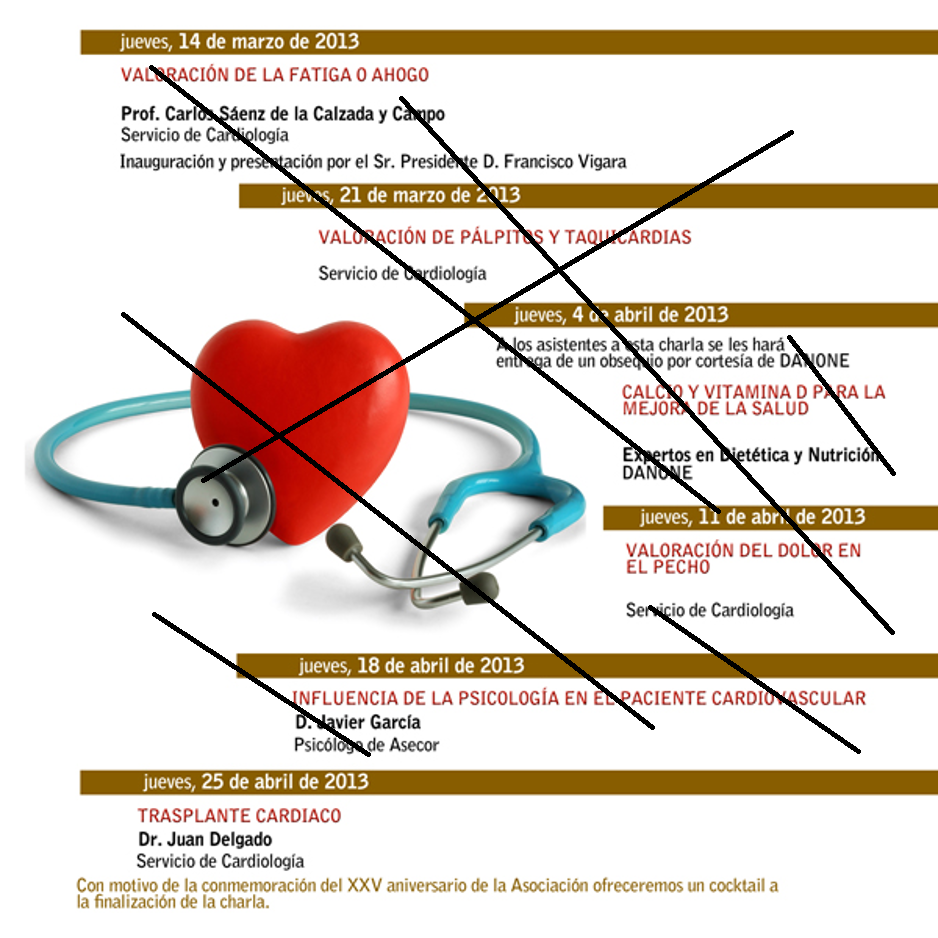 jueves, 14 de marzo de 2013
VALORACIÓN DE LA FATIGA O AHOGO
Prof. Carlos Sáenz de la Calzada y Campo
Servicio de Cardiología
Inauguración y presentación por el Sr. Presidente D. Francisco Vigara
jueves, 21 de marzo de 2013
VALORACIÓN DE PÁLPITOS Y TAQUICARDIAS
Servicio de Cardiología
jueves, 4 de abril de 2013
A los asistentes a esta charla se les hará
entrega de un obsequio por cortesía de DANONE
CALCIO Y VITAMINA D PARA LA
MEJORA DE LA SALUD
Expertos en Dietética y Nutrición
DANONE
jueves, 11 de abril de 2013
VALORACIÓN DEL DOLOR EN
EL PECHO
Servicio de Cardiología
jueves, 18 de abril de 2013
INFLUENCIA DE LA PSICOLOGÍA EN EL PACIENTE CARDIOVASCULAR
D. Javier García
Psicólogo de Asecor
jueves, 25 de abril de 2013
TRASPLANTE CARDIACO
Dr. Juan Delgado
Servicio de Cardiología
Con motivo de la conmemoración del XXV aniversario de la Asociación ofreceremos un cocktail a
la finalización de la charla.